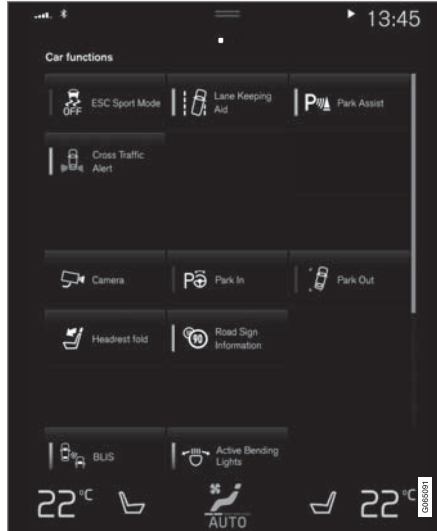 13:45
Car functions
OFF
ESC Sport Mode
Lane Keeping
Aid
P
Park Assist
Cross Traffic
Alert
Camera
P
Park In
Park Out
Headrest fold
90
Road Sign
Information
BLIS
Active Bending
Lights
22°C
AUTO
22°C
G065091